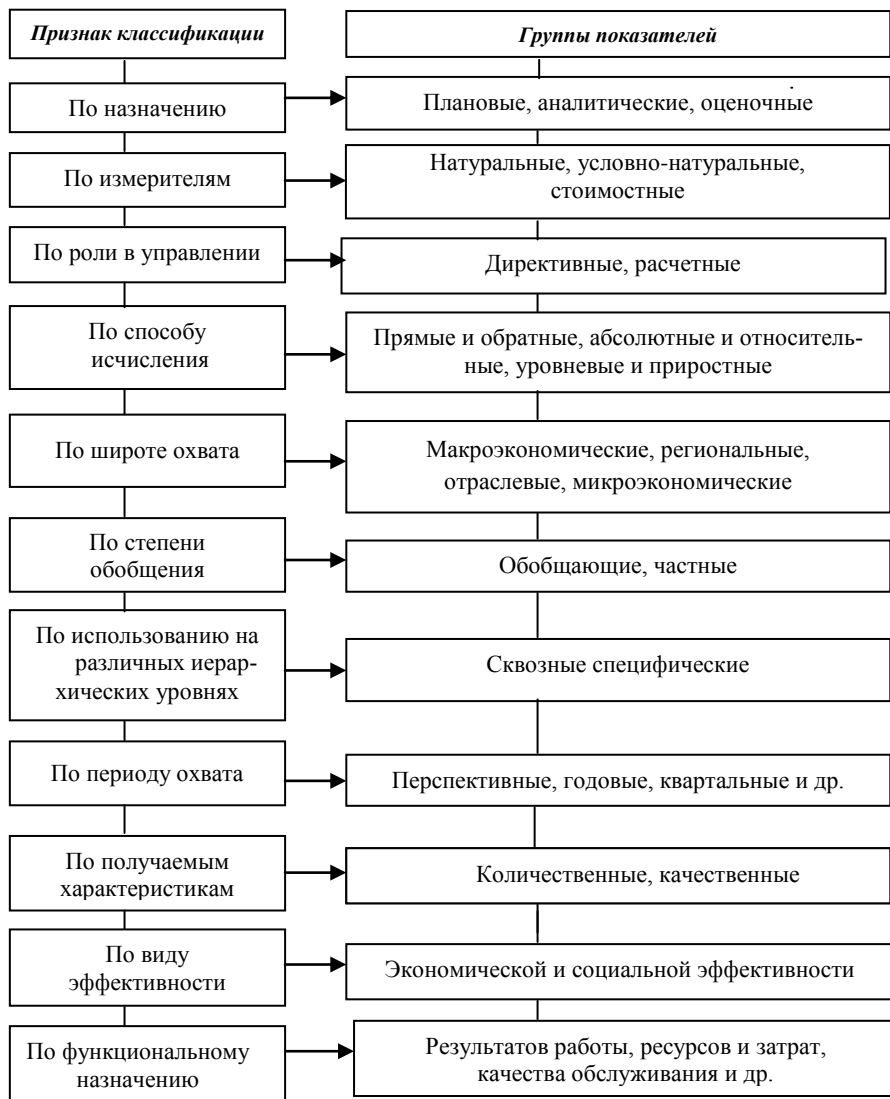 Признак классификации
Группы показателей
По назначению
Плановые, аналитические, оценочные
По измерителям
Натуральные, условно-натуральные,
стоимостные
По роли в управлении
Директивные, расчетные
По способу
исчисления
Прямые и обратные, абсолютные и относитель-
ные, уровневые и приростные
По широте охвата
Макроэкономические, региональные,
отраслевые, микроэкономические
По степени
обобщения
Обобщающие, частные
По использованию на
различных иерар-
хических уровнях
Сквозные специфические
По периоду охвата
Перспективные, годовые, квартальные и др.
По получаемым
характеристикам
Количественные, качественные
По виду
эффективности
Экономической и социальной эффективности
По функциональному
назначению
Результатов работы, ресурсов и затрат,
качества обслуживания и др.